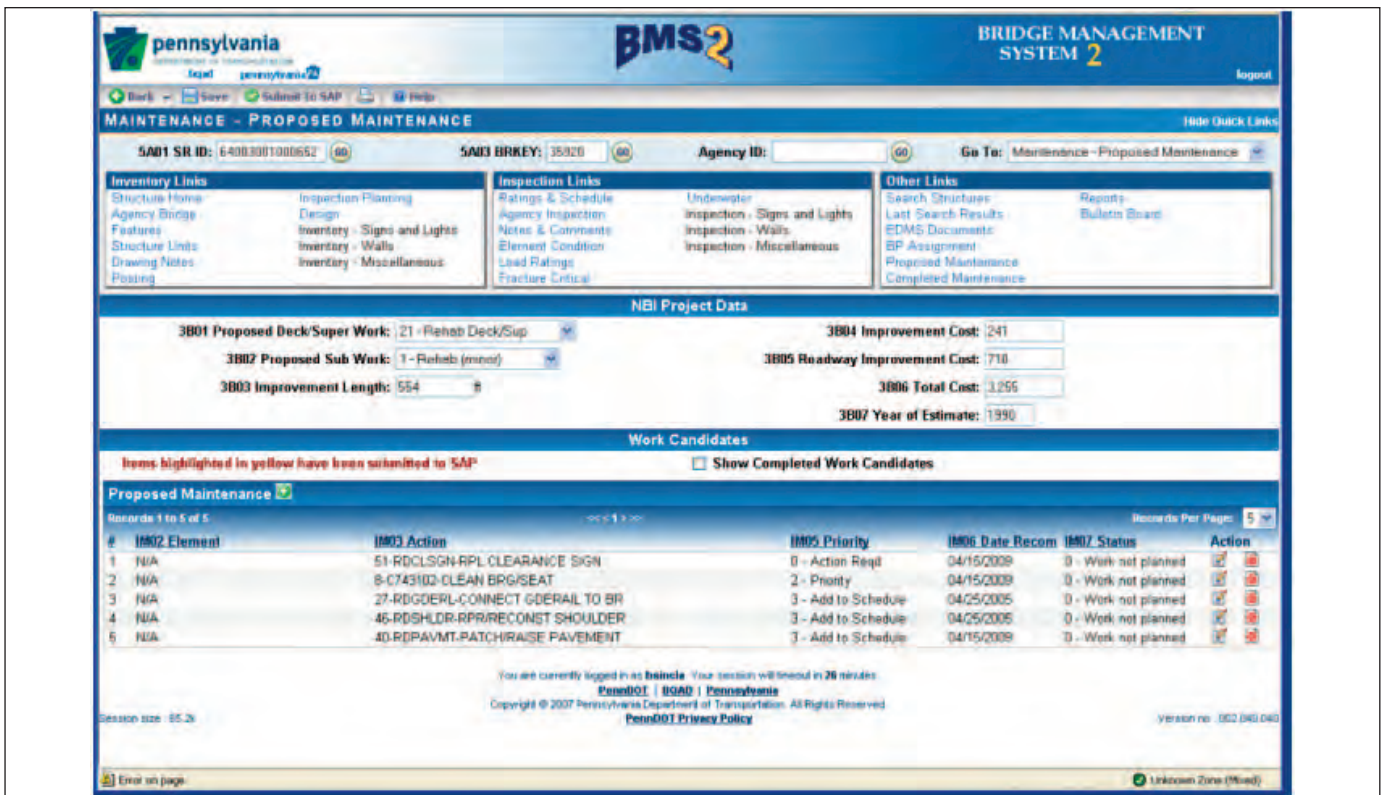 pennsylvania
DEPARTMENT OF TRANSPORTATION
BMS2
BRIDGE MANAGEMENT
SYSTEM 2
logout
Back Save Submit to SAP Help
MAINTENANCE - PROPOSED MAINTENANCE Hide Quick Links
5A01 SR ID: 64003001000652 GO 5A03 BRKEY: 35920 GO Agency ID: GO Go To: Maintenance - Proposed Maintenance
Inventory Links Inspection Links Other Links
Structure Home Inspection Planning Ratings & Schedule Underwater Search Structures Reports
Agency Bridge Design Agency Inspection Inspection - Signs and Lights Last Search Results Bulletin Board
Features Inventory - Signs and Lights Notes & Comments Inspection - Walls EDMS Documents
Structure Units Inventory - Walls Element Condition Inspection - Miscellaneous BP Assignment
Drawing Notes Inventory - Miscellaneous Load Ratings Proposed Maintenance
Posting Fracture Critical Completed Maintenance
NBI Project Data
3B01 Proposed Deck/Super Work: 21 - Rehab Deck/Sup 3B04 Improvement Cost: 241
3B02 Proposed Sub Work: 1 - Rehab (minor) 3B05 Roadway Improvement Cost: 710
3B03 Improvement Length: 554 ft 3B06 Total Cost: 3,255
3B07 Year of Estimate: 1990
Work Candidates
Items highlighted in yellow have been submitted to SAP Show Completed Work Candidates
Proposed Maintenance
Records 1 to 5 of 5 << < 1 > >> Records Per Page: 5
# IM02 Element IM03 Action IM05 Priority IM06 Date Recom IM07 Status Action
1 N/A 51-RDCLSGN-RPL CLEARANCE SIGN 0 - Action Reqd 04/15/2009 0 - Work not planned
2 N/A 8-C743102-CLEAN BRG/SEAT 2 - Priority 04/15/2009 0 - Work not planned
3 N/A 27-RDGDERL-CONNECT GDERAIL TO BR 3 - Add to Schedule 04/25/2005 0 - Work not planned
4 N/A 46-RDSHLDR-RPR/RECONST SHOULDER 3 - Add to Schedule 04/25/2005 0 - Work not planned
5 N/A 40-RDPAVMT-PATCH/RAISE PAVEMENT 3 - Add to Schedule 04/15/2009 0 - Work not planned
You are currently logged in as bsincla. Your session will timeout in 26 minutes
PennDOT | BQAD | Pennsylvania
Copyright © 2007 Pennsylvania Department of Transportation. All Rights Reserved
Session size : 65.2k PennDOT Privacy Policy Version no : 002.040.040
Error on page Unknown Zone (Mixed)